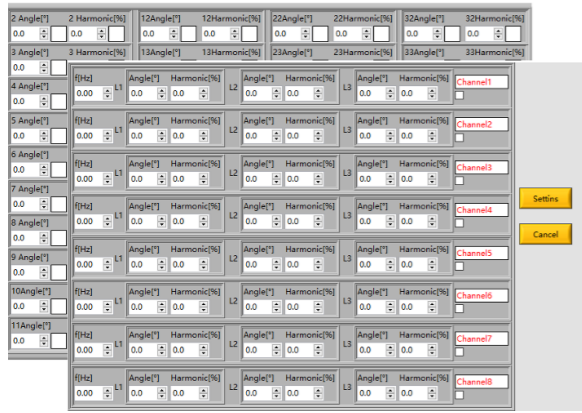 2 Angle[°] 2 Harmonic[%] 12Angle[°] 12Harmonic[%] 22Angle[°] 22Harmonic[%] 32Angle[°] 32Harmonic[%]
0.0 0.0 0.0 0.0 0.0 0.0 0.0 0.0
3 Angle[°] 3 Harmonic[%] 13Angle[°] 13Harmonic[%] 23Angle[°] 23Harmonic[%] 33Angle[°] 33Harmonic[%]
0.0
4 Angle[°]
0.0
5 Angle[°]
0.0
6 Angle[°]
0.0
7 Angle[°]
0.0
8 Angle[°]
0.0
9 Angle[°]
0.0
10Angle[°]
0.0
11Angle[°]
0.0
f[Hz] Angle[°] Harmonic[%] Angle[°] Harmonic[%] Angle[°] Harmonic[%] Channel1
0.00 L1 0.0 0.0 L2 0.0 0.0 L3 0.0 0.0
f[Hz] Angle[°] Harmonic[%] Angle[°] Harmonic[%] Angle[°] Harmonic[%] Channel2
0.00 L1 0.0 0.0 L2 0.0 0.0 L3 0.0 0.0
f[Hz] Angle[°] Harmonic[%] Angle[°] Harmonic[%] Angle[°] Harmonic[%] Channel3
0.00 L1 0.0 0.0 L2 0.0 0.0 L3 0.0 0.0
f[Hz] Angle[°] Harmonic[%] Angle[°] Harmonic[%] Angle[°] Harmonic[%] Channel4
0.00 L1 0.0 0.0 L2 0.0 0.0 L3 0.0 0.0
f[Hz] Angle[°] Harmonic[%] Angle[°] Harmonic[%] Angle[°] Harmonic[%] Channel5
0.00 L1 0.0 0.0 L2 0.0 0.0 L3 0.0 0.0
f[Hz] Angle[°] Harmonic[%] Angle[°] Harmonic[%] Angle[°] Harmonic[%] Channel6
0.00 L1 0.0 0.0 L2 0.0 0.0 L3 0.0 0.0
f[Hz] Angle[°] Harmonic[%] Angle[°] Harmonic[%] Angle[°] Harmonic[%] Channel7
0.00 L1 0.0 0.0 L2 0.0 0.0 L3 0.0 0.0
f[Hz] Angle[°] Harmonic[%] Angle[°] Harmonic[%] Angle[°] Harmonic[%] Channel8
0.00 L1 0.0 0.0 L2 0.0 0.0 L3 0.0 0.0
Settins
Cancel